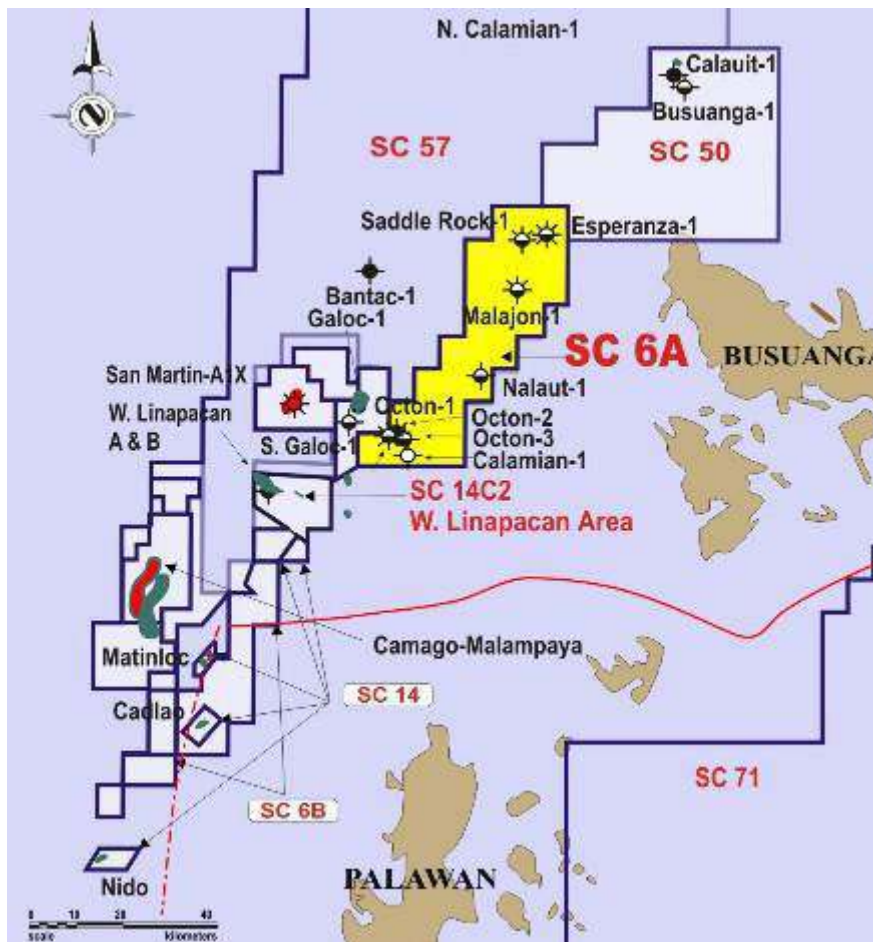 N. Calamian-1
Calauit-1
Busuanga-1
SC 57
SC 50
Saddle Rock-1
Esperanza-1
Bantac-1
Galoc-1
Malajon-1
SC 6A
BUSUANGA
San Martin-A1X
Nalaut-1
W. Linapacan
A & B
Octon-1
Octon-2
S. Galoc-1
Octon-3
Calamian-1
SC 14C2
W. Linapacan Area
Matinloc
Camago-Malampaya
SC 14
Cadlao
SC 71
SC 6B
PALAWAN
Nido
0 10 20 40
scale kilometers
N